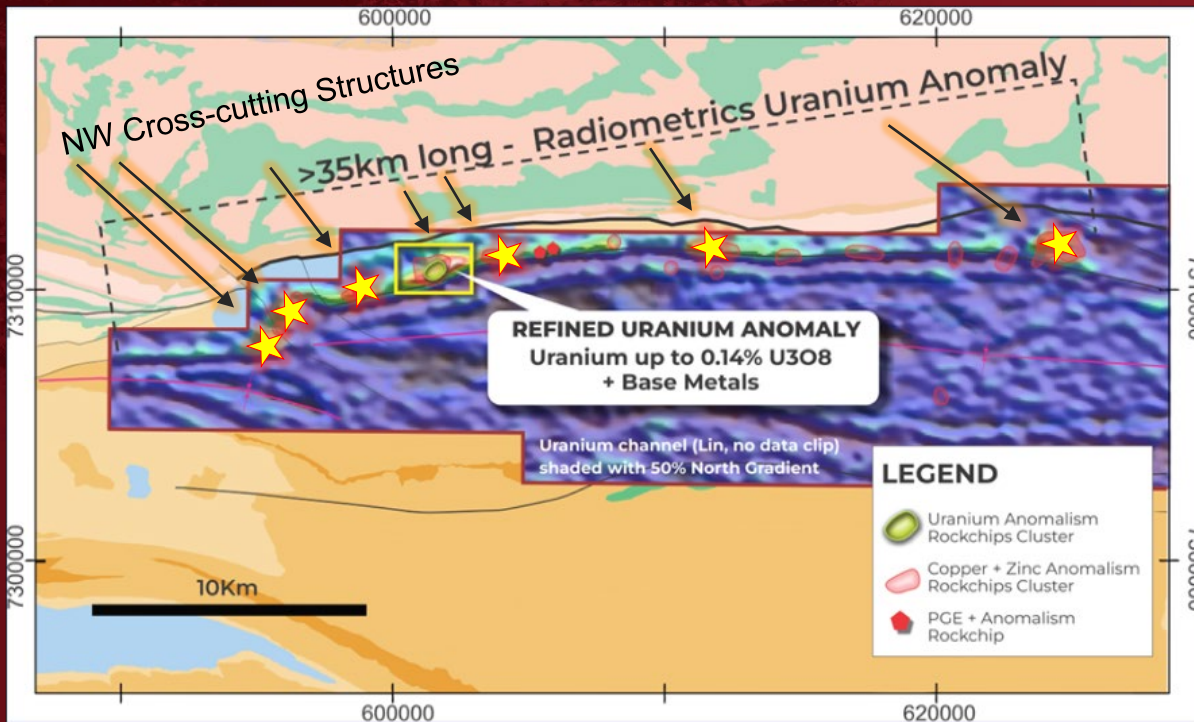 600000
620000
NW Cross-cutting Structures
>35km long - Radiometrics Uranium Anomaly
7310000
REFINED URANIUM ANOMALY
Uranium up to 0.14% U3O8
+ Base Metals
Uranium channel (Lin, no data clip)
shaded with 50% North Gradient
LEGEND
Uranium Anomalism
Rockchips Cluster
Copper + Zinc Anomalism
Rockchips Cluster
PGE + Anomalism
Rockchip
7300000
10Km
600000
620000